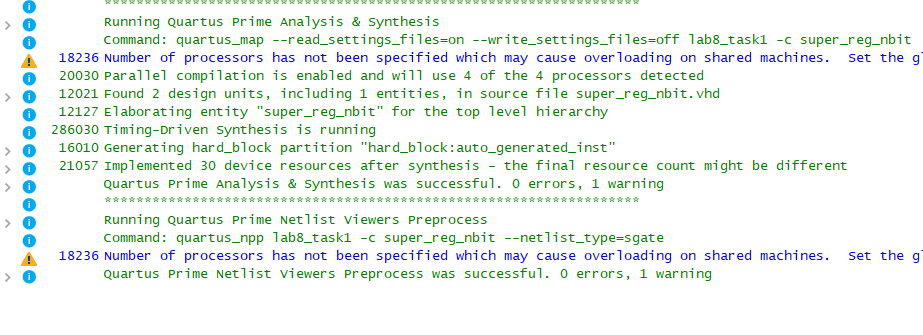 ************************************************************************
Running Quartus Prime Analysis & Synthesis
Command: quartus_map --read_settings_files=on --write_settings_files=off lab8_task1 -c super_reg_nbit
18236 Number of processors has not been specified which may cause overloading on shared machines.  Set the gl
20030 Parallel compilation is enabled and will use 4 of the 4 processors detected
12021 Found 2 design units, including 1 entities, in source file super_reg_nbit.vhd
12127 Elaborating entity "super_reg_nbit" for the top level hierarchy
286030 Timing-Driven Synthesis is running
16010 Generating hard_block partition "hard_block:auto_generated_inst"
21057 Implemented 30 device resources after synthesis - the final resource count might be different
Quartus Prime Analysis & Synthesis was successful. 0 errors, 1 warning
*******************************************************************
Running Quartus Prime Netlist Viewers Preprocess
Command: quartus_npp lab8_task1 -c super_reg_nbit --netlist_type=sgate
18236 Number of processors has not been specified which may cause overloading on shared machines.  Set the gl
Quartus Prime Netlist Viewers Preprocess was successful. 0 errors, 1 warning